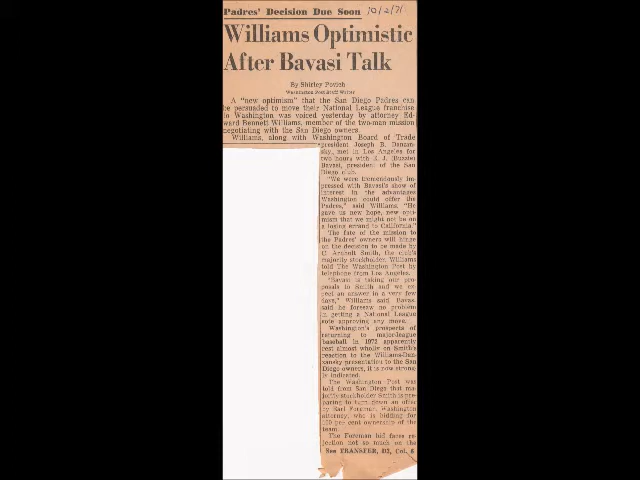 Padres' Decision Due Soon 10/2/71
Williams Optimistic
After Bavasi Talk
By Shirley Povich
Washington Post Staff Writer
A "new optimism" that the San Diego Padres can
be persuaded to move their National League franchise
to Washington was voiced yesterday by attorney Ed-
ward Bennett Williams, member of the two-man mission
negotiating with the San Diego owners.
Williams, along with Washington Board of Trade
president Joseph B. Danzan-
sky, met in Los Angeles for
two hours with E. J. (Buzzie)
Bavasi, president of the San
Diego club.
"We were tremendously im-
pressed with Bavasi's show of
interest in the advantages
Washington could offer the
Padres," said Williams. "He
gave us new hope, new opti-
mism that we might not be on
a losing errand to California."
The fate of the mission to
the Padres' owners will hinge
on the decision to be made by
C. Arnholt Smith, the club's
majority stockholder, Williams
told The Washington Post by
telephone from Los Angeles.
"Bavasi is taking our pro-
posals to Smith and we ex-
pect an answer in a very few
days," Williams said. Bavasi
said he foresaw no problem
in getting a National League
vote approving any move.
Washington's prospects of
returning to major-league
baseball in 1972 apparently
rest almost wholly on Smith's
reaction to the Williams-Dan-
zansky presentation to the San
Diego owners, it is now strong-
ly indicated.
The Washington Post was
told from San Diego that ma-
jority stockholder Smith is pre-
paring to turn down an offer
by Earl Foreman, Washington
attorney, who is bidding for
100 per cent ownership of the
team.
The Foreman bid faces re-
jection not so much on the
See TRANSFER, D2, Col. 6